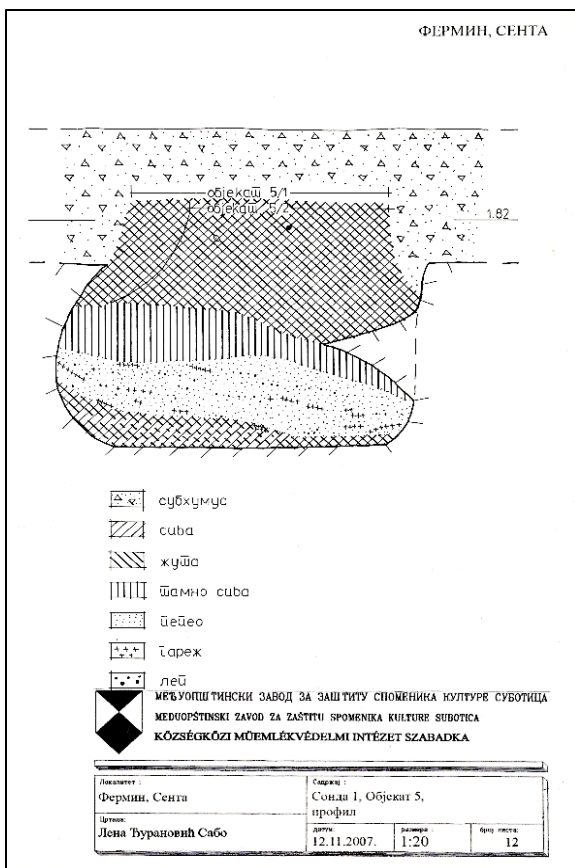 ФЕРМИН, СЕНТА
објекат 5/1
објекат 5/2
1.82
субхумус
сива
жута
тамно сива
пепео
гареж
леп
МЕЂУОПШТИНСКИ ЗАВОД ЗА ЗАШТИТУ СПОМЕНИКА КУЛТУРЕ СУБОТИЦА
MEĐUOPŠTINSKI ZAVOD ZA ZAŠTITU SPOMENIKA KULTURE SUBOTICA
KÖZSÉGKÖZI MŰEMLÉKVÉDELMI INTÉZET SZABADKA
Локалитет :
Фермин, Сента
Садржај :
Сонда 1, Објекат 5,
профил
Цртала:
Лена Ђурановић Сабо
датум:
12.11.2007.
размера :
1:20
број листа:
12